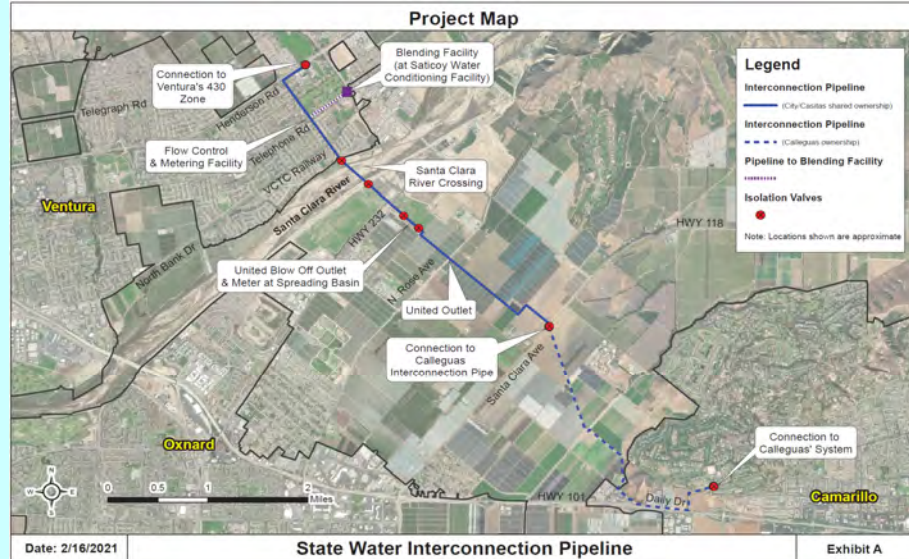 Project Map
Connection to
Ventura's 430
Zone
Blending Facility
(at Saticoy Water
Conditioning Facility)
Telegraph Rd
Henderson Rd
Telephone Rd
Flow Control
& Metering Facility
VCTC Railway
Santa Clara
River Crossing
Santa Clara River
Ventura
HWY 232
HWY 118
North Bank Dr
United Blow Off Outlet
& Meter at Spreading Basin
N. Rose Ave
United Outlet
Connection to
Calleguas
Interconnection Pipe
Santa Clara Ave
Oxnard
Connection to
Calleguas' System
HWY 101
Daily Dr
Camarillo
Legend
Interconnection Pipeline
(City/Casitas shared ownership)
Interconnection Pipeline
(Calleguas ownership)
Pipeline to Blending Facility
Isolation Valves
Note: Locations shown are approximate
N
W E
S
0 0.5 1 2
Miles
Date: 2/16/2021
State Water Interconnection Pipeline
Exhibit A